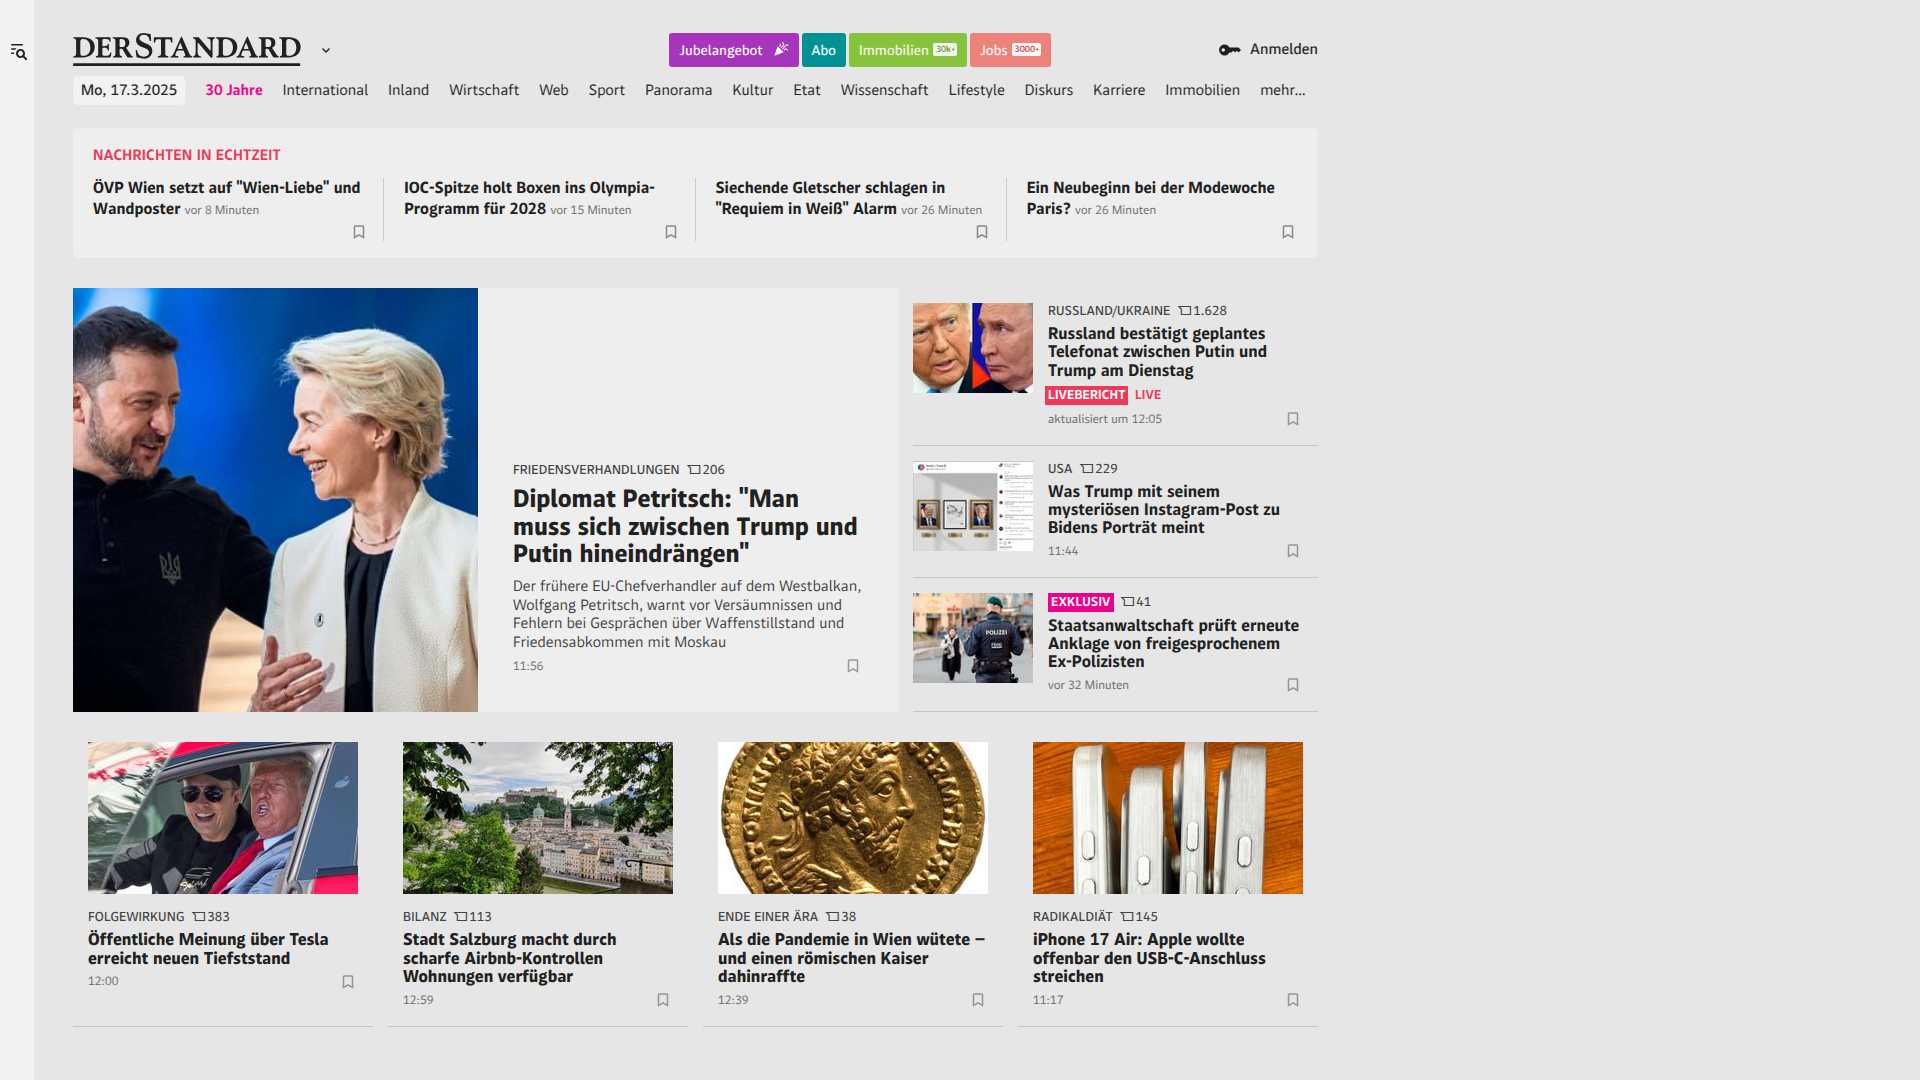 DERSTANDARD
Jubelangebot
Abo
Immobilien 30k+
Jobs 3000+
Anmelden
Mo, 17.3.2025 30 Jahre International Inland Wirtschaft Web Sport Panorama Kultur Etat Wissenschaft Lifestyle Diskurs Karriere Immobilien mehr...
NACHRICHTEN IN ECHTZEIT
ÖVP Wien setzt auf "Wien-Liebe" und
Wandposter vor 8 Minuten
IOC-Spitze holt Boxen ins Olympia-
Programm für 2028 vor 15 Minuten
Siechende Gletscher schlagen in
"Requiem in Weiß" Alarm vor 26 Minuten
Ein Neubeginn bei der Modewoche
Paris? vor 26 Minuten
FRIEDENSVERHANDLUNGEN 206
Diplomat Petritsch: "Man
muss sich zwischen Trump und
Putin hineindrängen"
Der frühere EU-Chefverhandler auf dem Westbalkan,
Wolfgang Petritsch, warnt vor Versäumnissen und
Fehlern bei Gesprächen über Waffenstillstand und
Friedensabkommen mit Moskau
11:56
RUSSLAND/UKRAINE 1.628
Russland bestätigt geplantes
Telefonat zwischen Putin und
Trump am Dienstag
LIVEBERICHT LIVE
aktualisiert um 12:05
USA 229
Was Trump mit seinem
mysteriösen Instagram-Post zu
Bidens Porträt meint
11:44
POLIZEI
EXKLUSIV 41
Staatsanwaltschaft prüft erneute
Anklage von freigesprochenem
Ex-Polizisten
vor 32 Minuten
FOLGEWIRKUNG 383
Öffentliche Meinung über Tesla
erreicht neuen Tiefststand
12:00
BILANZ 113
Stadt Salzburg macht durch
scharfe Airbnb-Kontrollen
Wohnungen verfügbar
12:59
ENDE EINER ÄRA 38
Als die Pandemie in Wien wütete –
und einen römischen Kaiser
dahinraffte
12:39
RADIKALDIÄT 145
iPhone 17 Air: Apple wollte
offenbar den USB-C-Anschluss
streichen
11:17